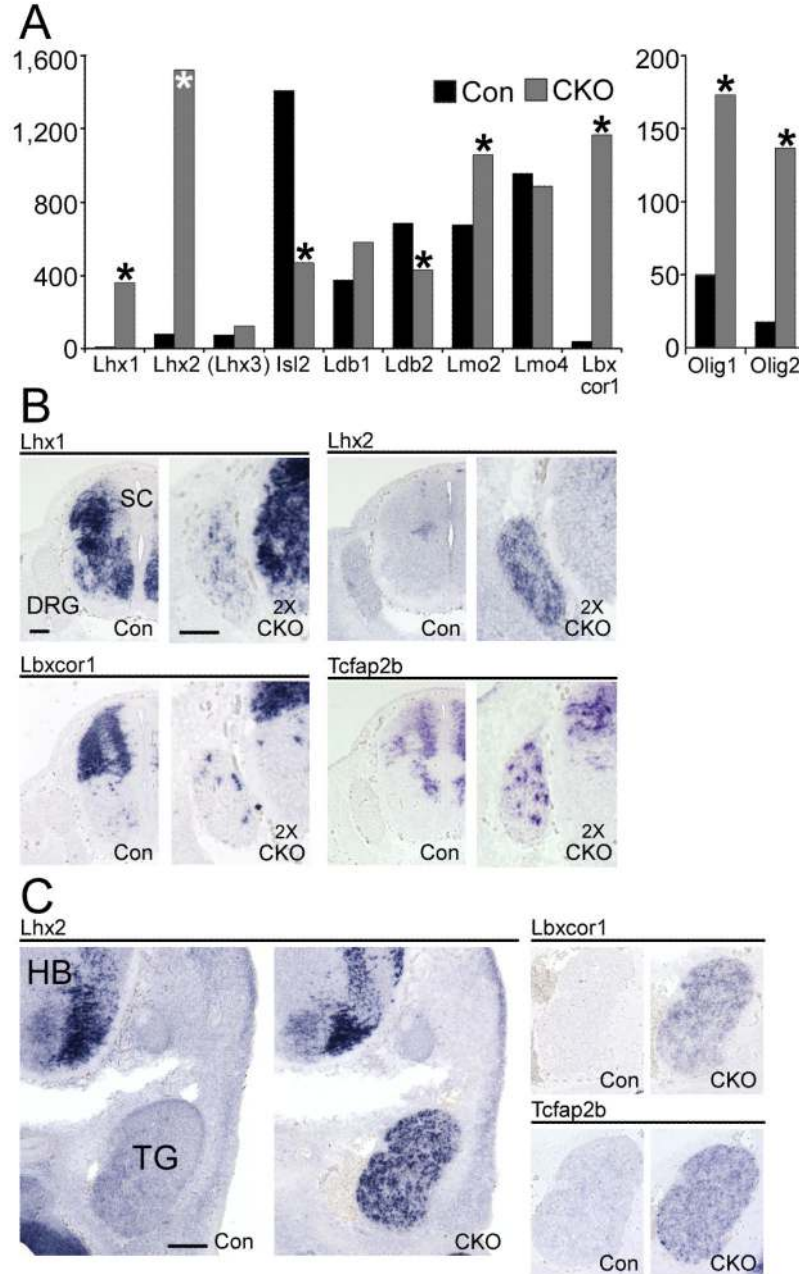 A
1,600
1,200
800
400
0
Con CKO
* * * * * *
Lhx1 Lhx2 (Lhx3) Isl2 Ldb1 Ldb2 Lmo2 Lmo4 Lbx
cor1
200
150
100
50
0
* *
Olig1 Olig2
B
Lhx1
SC
DRG
Con
2X
CKO
Lhx2
Con
2X
CKO
Lbxcor1
Con
2X
CKO
Tcfap2b
Con
2X
CKO
C
Lhx2
HB
TG
Con
CKO
Lbxcor1
Con
CKO
Tcfap2b
Con
CKO